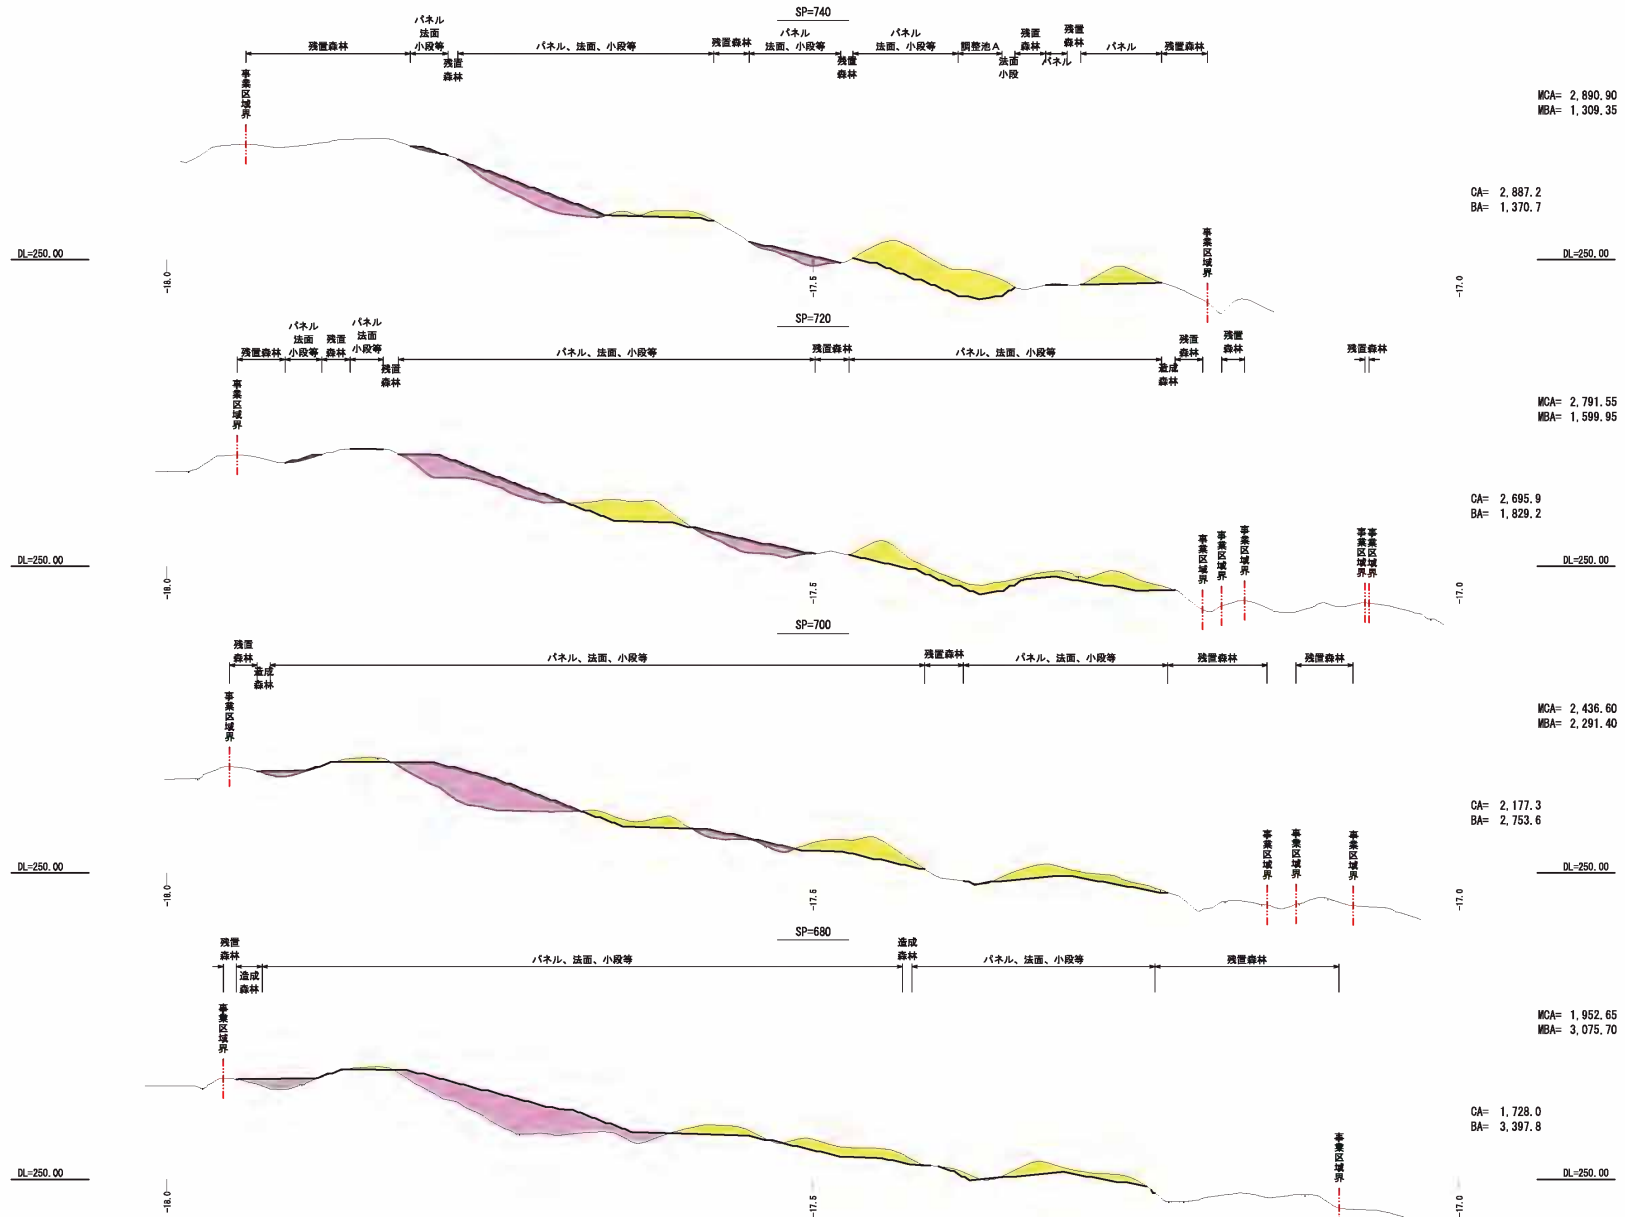 SP=740
残置森林
パネル
法面
小段等
残置
森林
パネル、法面、小段等
残置森林
パネル
法面、小段等
残置
森林
パネル
法面、小段等
調整池A
法面
小段
残置
森林
パネル
残置
森林
パネル
残置森林
事業区域界
事業区域界
MCA= 2,890.90
MBA= 1,309.35
CA= 2,887.2
BA= 1,370.7
DL=250.00
-18.0
-17.5
-17.0
DL=250.00
SP=720
残置森林
パネル
法面
小段等
残置
森林
パネル
法面
小段等
残置
森林
パネル、法面、小段等
残置森林
パネル、法面、小段等
造成
森林
残置
森林
残置
森林
残置森林
事業区域界
事業区域界
事業区域界
事業区域界
事業区域界
事業区域界
MCA= 2,791.55
MBA= 1,599.95
CA= 2,695.9
BA= 1,829.2
DL=250.00
-18.0
-17.5
-17.0
DL=250.00
SP=700
残置
森林
造成
森林
パネル、法面、小段等
残置森林
パネル、法面、小段等
残置森林
残置森林
事業区域界
事業区域界
事業区域界
事業区域界
MCA= 2,436.60
MBA= 2,291.40
CA= 2,177.3
BA= 2,753.6
DL=250.00
-18.0
-17.5
-17.0
DL=250.00
SP=680
残置
森林
造成
森林
パネル、法面、小段等
造成
森林
パネル、法面、小段等
残置森林
事業区域界
事業区域界
MCA= 1,952.65
MBA= 3,075.70
CA= 1,728.0
BA= 3,397.8
DL=250.00
-18.0
-17.5
-17.0
DL=250.00